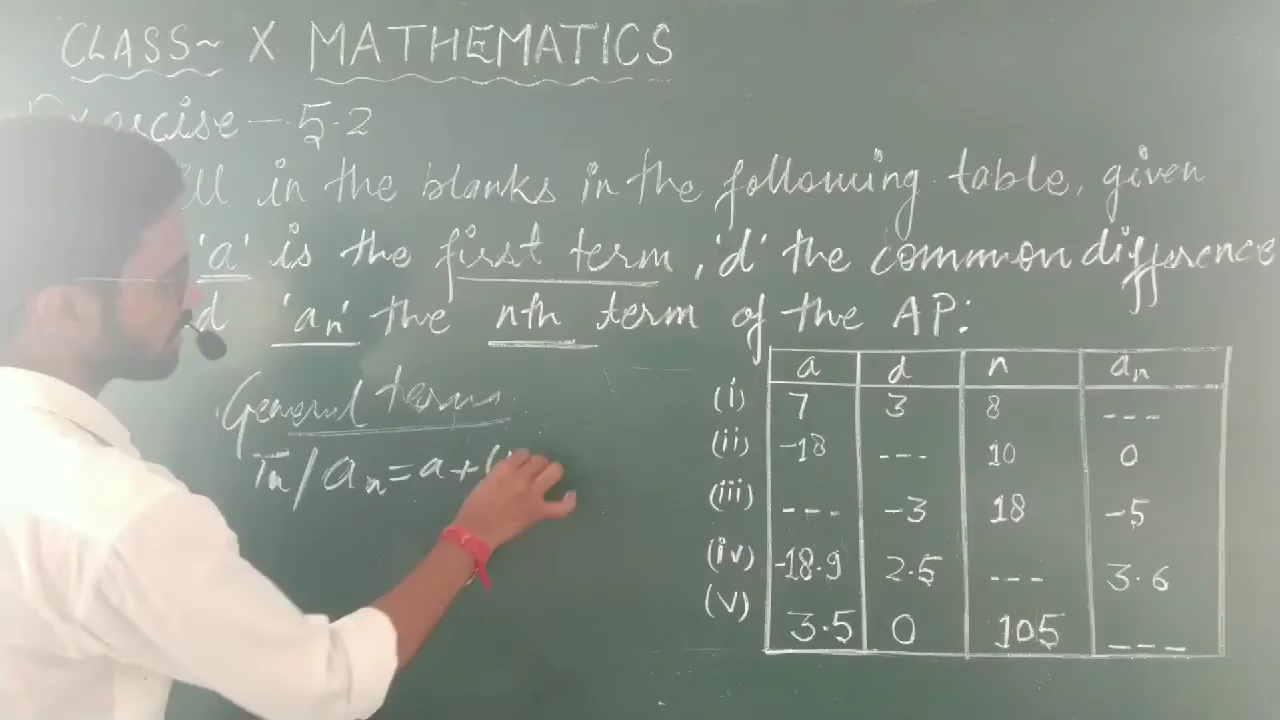 CLASS~ X MATHEMATICS
Exercise-5.2
in the blanks in the following table, given
'a' is the first term, 'd' the common difference
'an' the nth term of the AP:
General term
Tn/an=a+(
a d n an
(i) 7 3 8 ---
(ii) -18 --- 10 0
(iii) --- -3 18 -5
(iv) -18.9 2.5 --- 3.6
(v) 3.5 0 105 ---